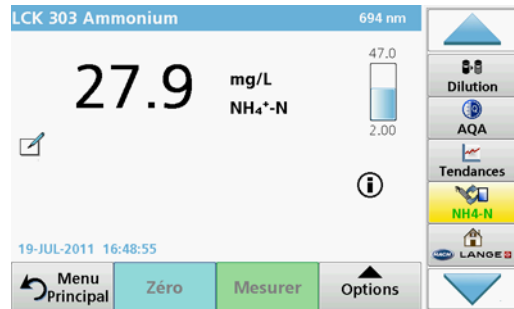 LCK 303 Ammonium 694 nm
47.0
27.9 mg/L
NH₄⁺-N
2.00
19-JUL-2011 16:48:55
Menu
Principal
Zéro
Mesurer
Options
Dilution
AQA
Tendances
NH4-N
HACH LANGE